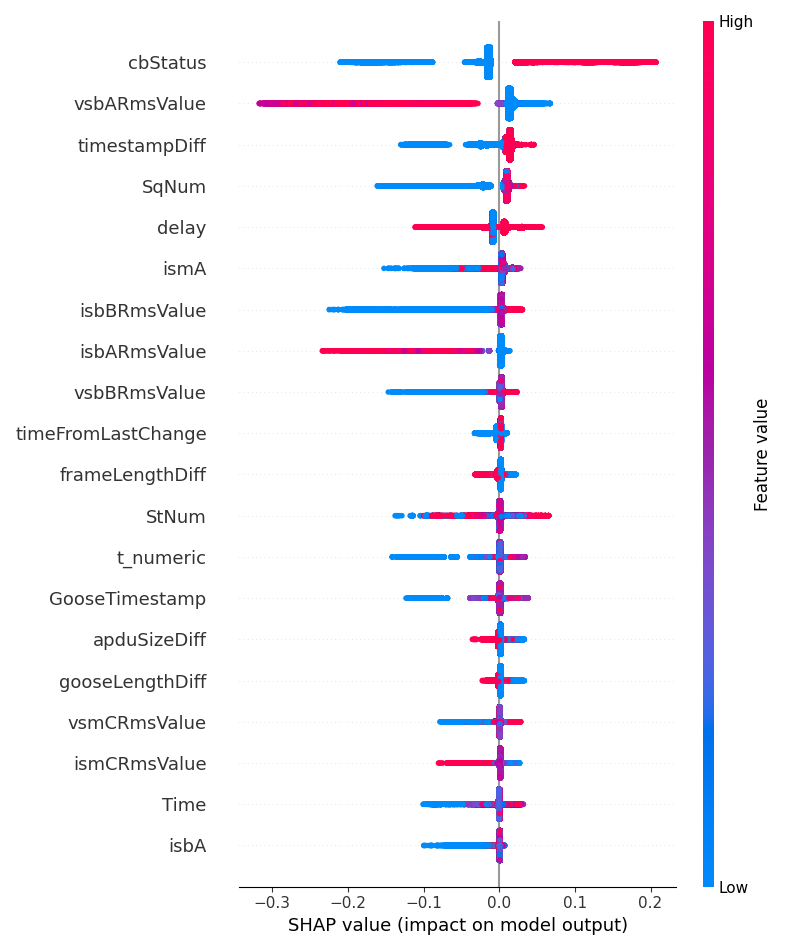 High
cbStatus
vsbARmsValue
timestampDiff
SqNum
delay
ismA
isbBRmsValue
isbARmsValue
vsbBRmsValue
timeFromLastChange
frameLengthDiff
StNum
t_numeric
GooseTimestamp
apduSizeDiff
gooseLengthDiff
vsmCRmsValue
ismCRmsValue
Time
isbA
Feature value
Low
−0.3 −0.2 −0.1 0.0 0.1 0.2
SHAP value (impact on model output)